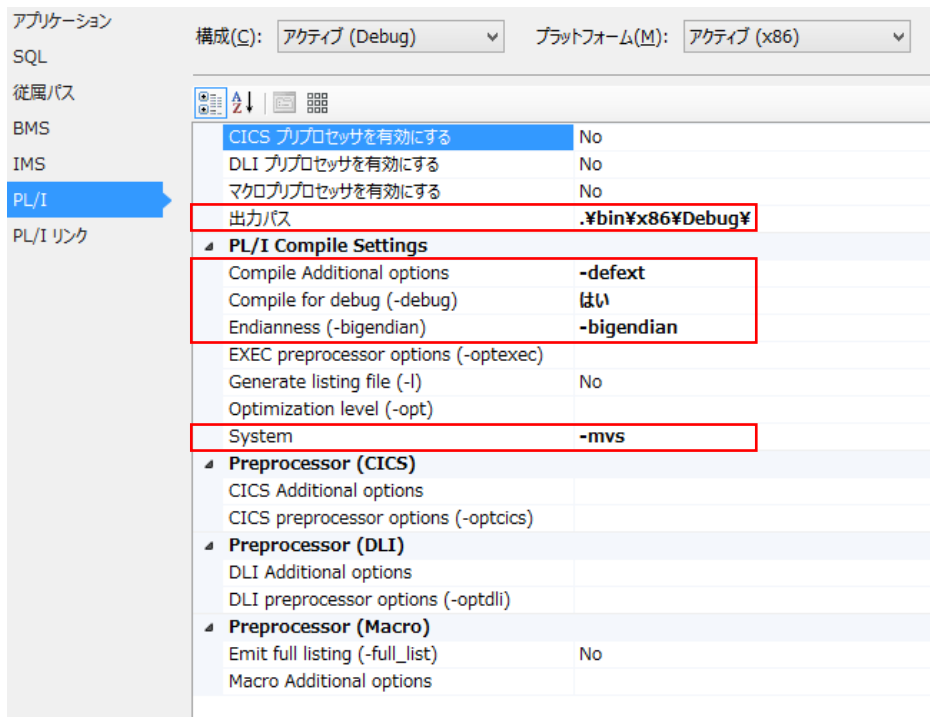 アプリケーション
SQL
従属パス
BMS
IMS
PL/I
PL/I リンク
構成(C): アクティブ (Debug) プラットフォーム(M): アクティブ (x86)
CICS プリプロセッサを有効にする No
DLI プリプロセッサを有効にする No
マクロプリプロセッサを有効にする No
出力パス .¥bin¥x86¥Debug¥
PL/I Compile Settings
Compile Additional options -defext
Compile for debug (-debug) はい
Endianness (-bigendian) -bigendian
EXEC preprocessor options (-optexec)
Generate listing file (-l) No
Optimization level (-opt)
System -mvs
Preprocessor (CICS)
CICS Additional options
CICS preprocessor options (-optcics)
Preprocessor (DLI)
DLI Additional options
DLI preprocessor options (-optdli)
Preprocessor (Macro)
Emit full listing (-full_list) No
Macro Additional options